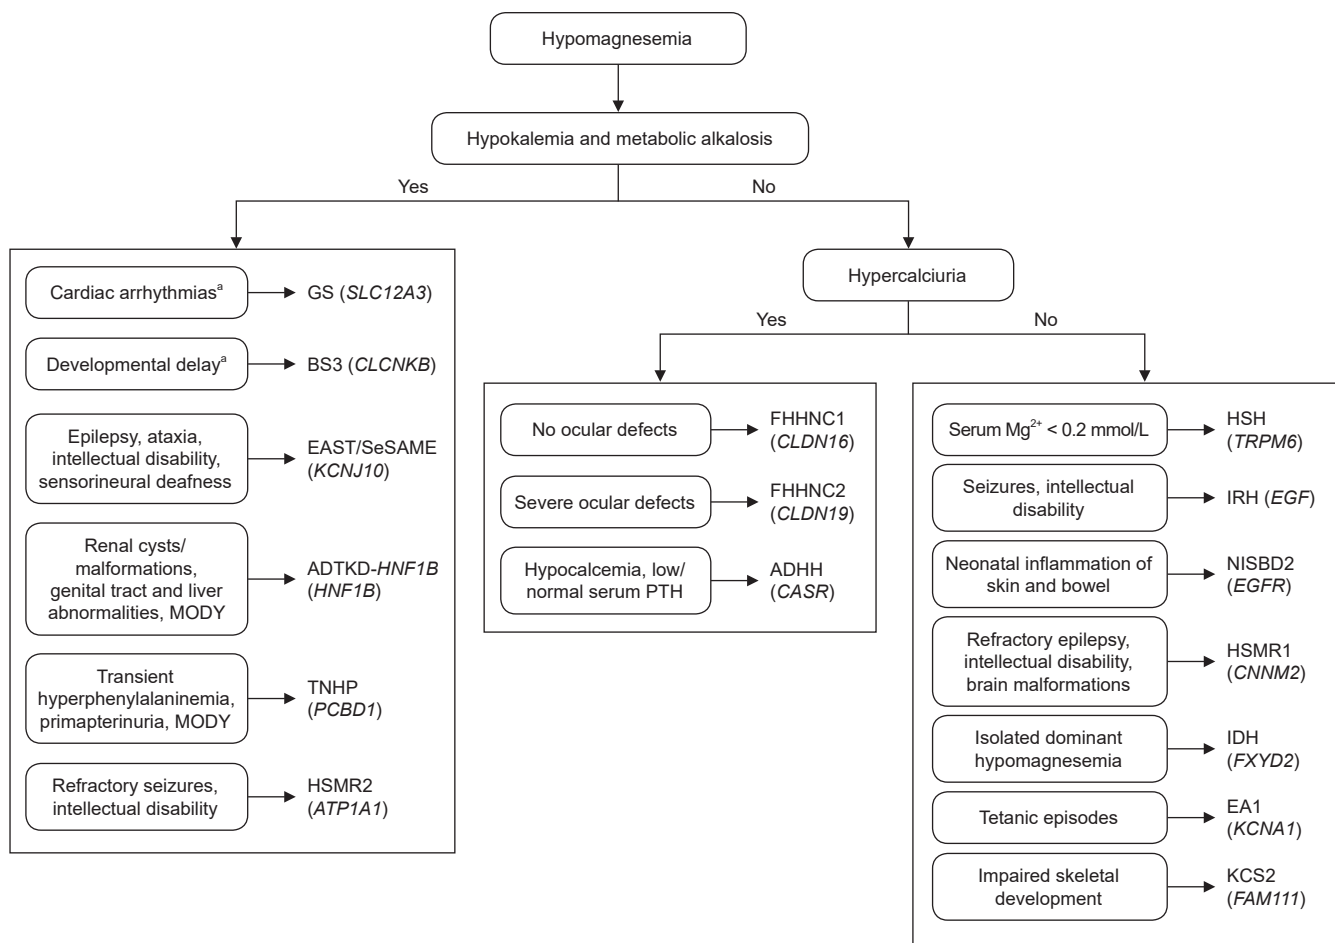 Hypomagnesemia
Hypokalemia and metabolic alkalosis
Yes
No
Cardiac arrhythmiasᵃ
GS (SLC12A3)
Developmental delayᵃ
BS3 (CLCNKB)
Epilepsy, ataxia,
intellectual disability,
sensorineural deafness
EAST/SeSAME
(KCNJ10)
Renal cysts/
malformations,
genital tract and liver
abnormalities, MODY
ADTKD-HNF1B
(HNF1B)
Transient
hyperphenylalaninemia,
primapterinuria, MODY
TNHP
(PCBD1)
Refractory seizures,
intellectual disability
HSMR2
(ATP1A1)
Hypercalciuria
Yes
No
No ocular defects
FHHNC1
(CLDN16)
Severe ocular defects
FHHNC2
(CLDN19)
Hypocalcemia, low/
normal serum PTH
ADHH
(CASR)
Serum Mg²⁺ < 0.2 mmol/L
HSH
(TRPM6)
Seizures, intellectual
disability
IRH (EGF)
Neonatal inflammation of
skin and bowel
NISBD2
(EGFR)
Refractory epilepsy,
intellectual disability,
brain malformations
HSMR1
(CNNM2)
Isolated dominant
hypomagnesemia
IDH
(FXYD2)
Tetanic episodes
EA1
(KCNA1)
Impaired skeletal
development
KCS2
(FAM111)